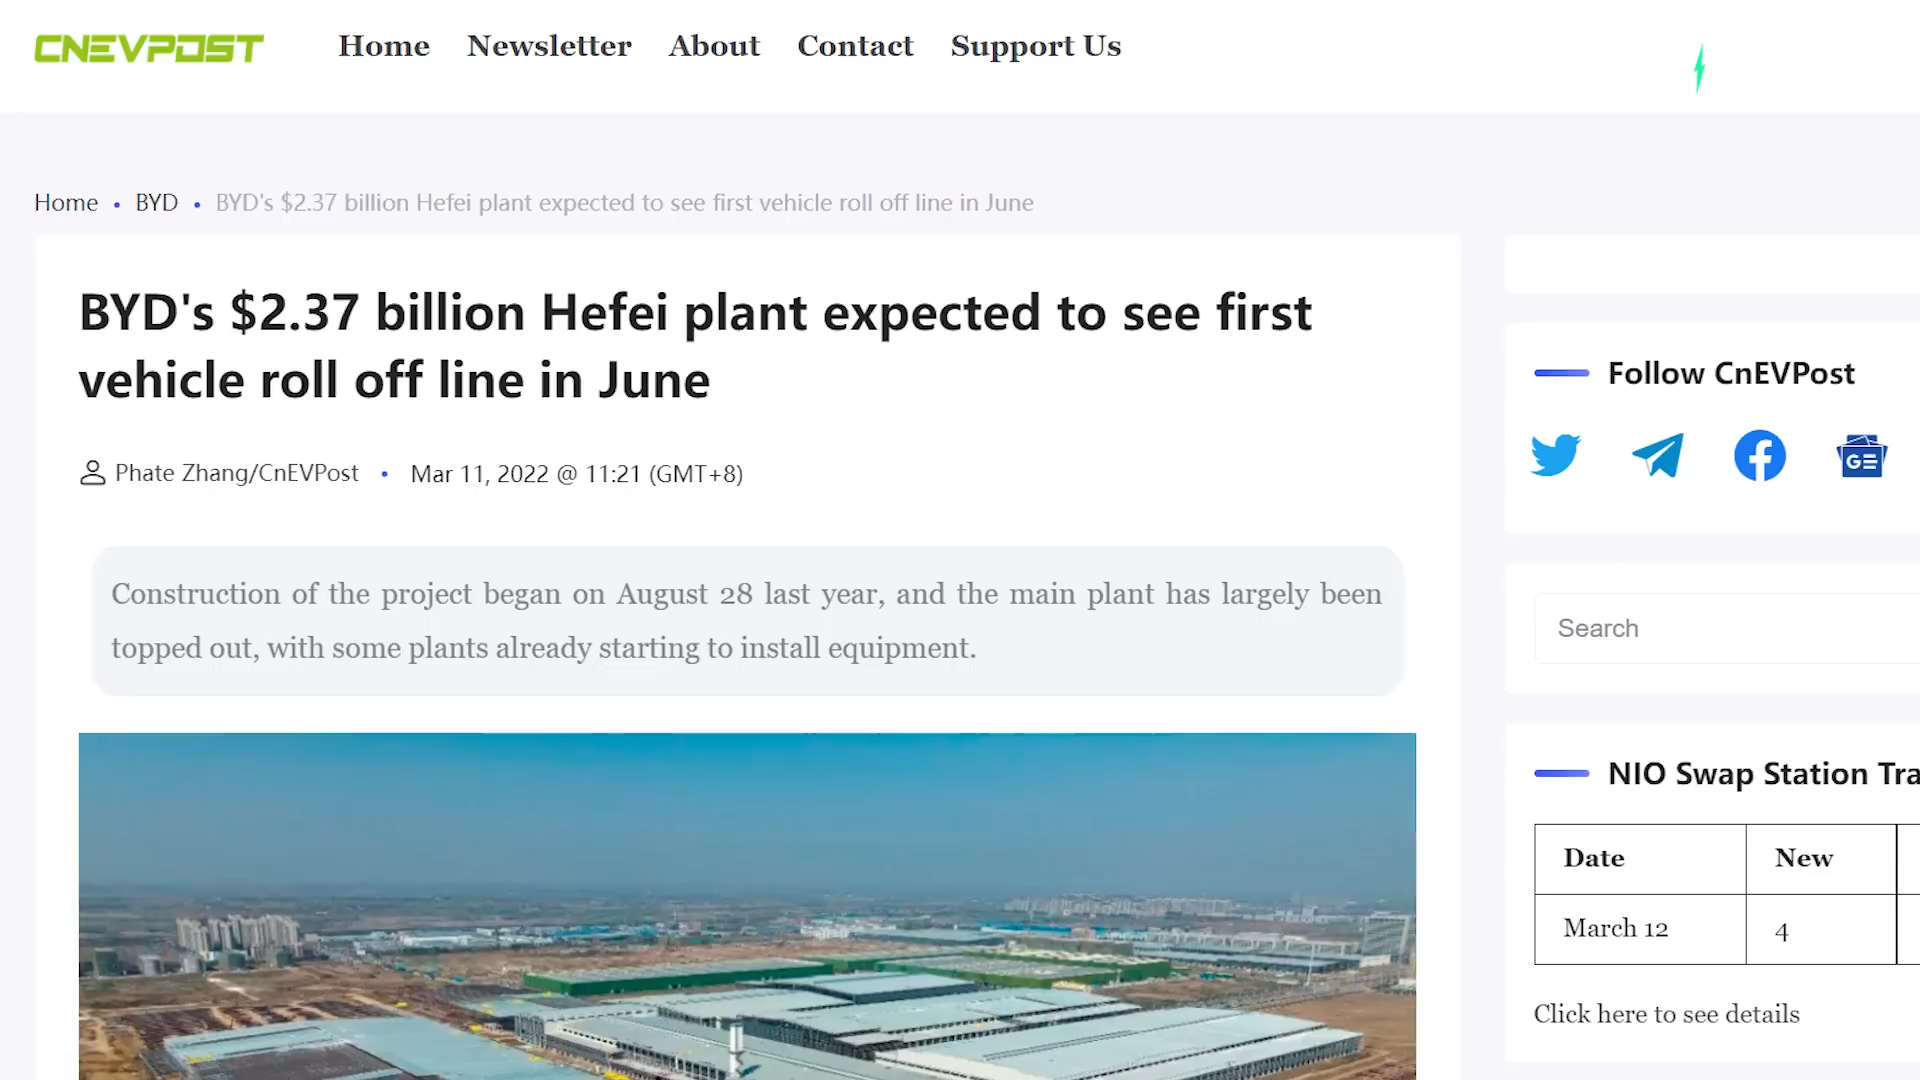 CNEVPOST
Home Newsletter About Contact Support Us
Home • BYD • BYD's $2.37 billion Hefei plant expected to see first vehicle roll off line in June
BYD's $2.37 billion Hefei plant expected to see first
vehicle roll off line in June
Phate Zhang/CnEVPost • Mar 11, 2022 @ 11:21 (GMT+8)
Construction of the project began on August 28 last year, and the main plant has largely been
topped out, with some plants already starting to install equipment.
Follow CnEVPost
GE
Search
NIO Swap Station Tra
Date New
March 12 4
Click here to see details